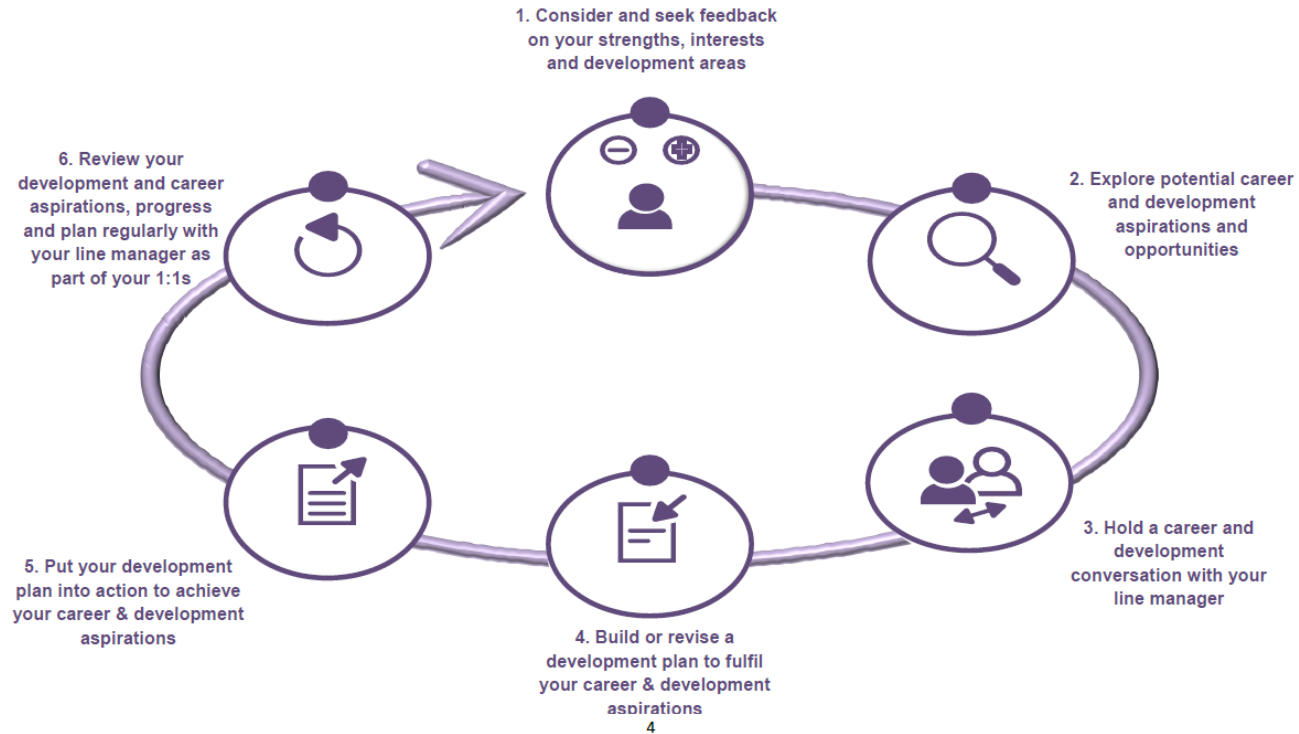 1. Consider and seek feedback
on your strengths, interests
and development areas
2. Explore potential career
and development
aspirations and
opportunities
3. Hold a career and
development
conversation with your
line manager
4. Build or revise a
development plan to fulfil
your career & development
aspirations
5. Put your development
plan into action to achieve
your career & development
aspirations
6. Review your
development and career
aspirations, progress
and plan regularly with
your line manager as
part of your 1:1s
4